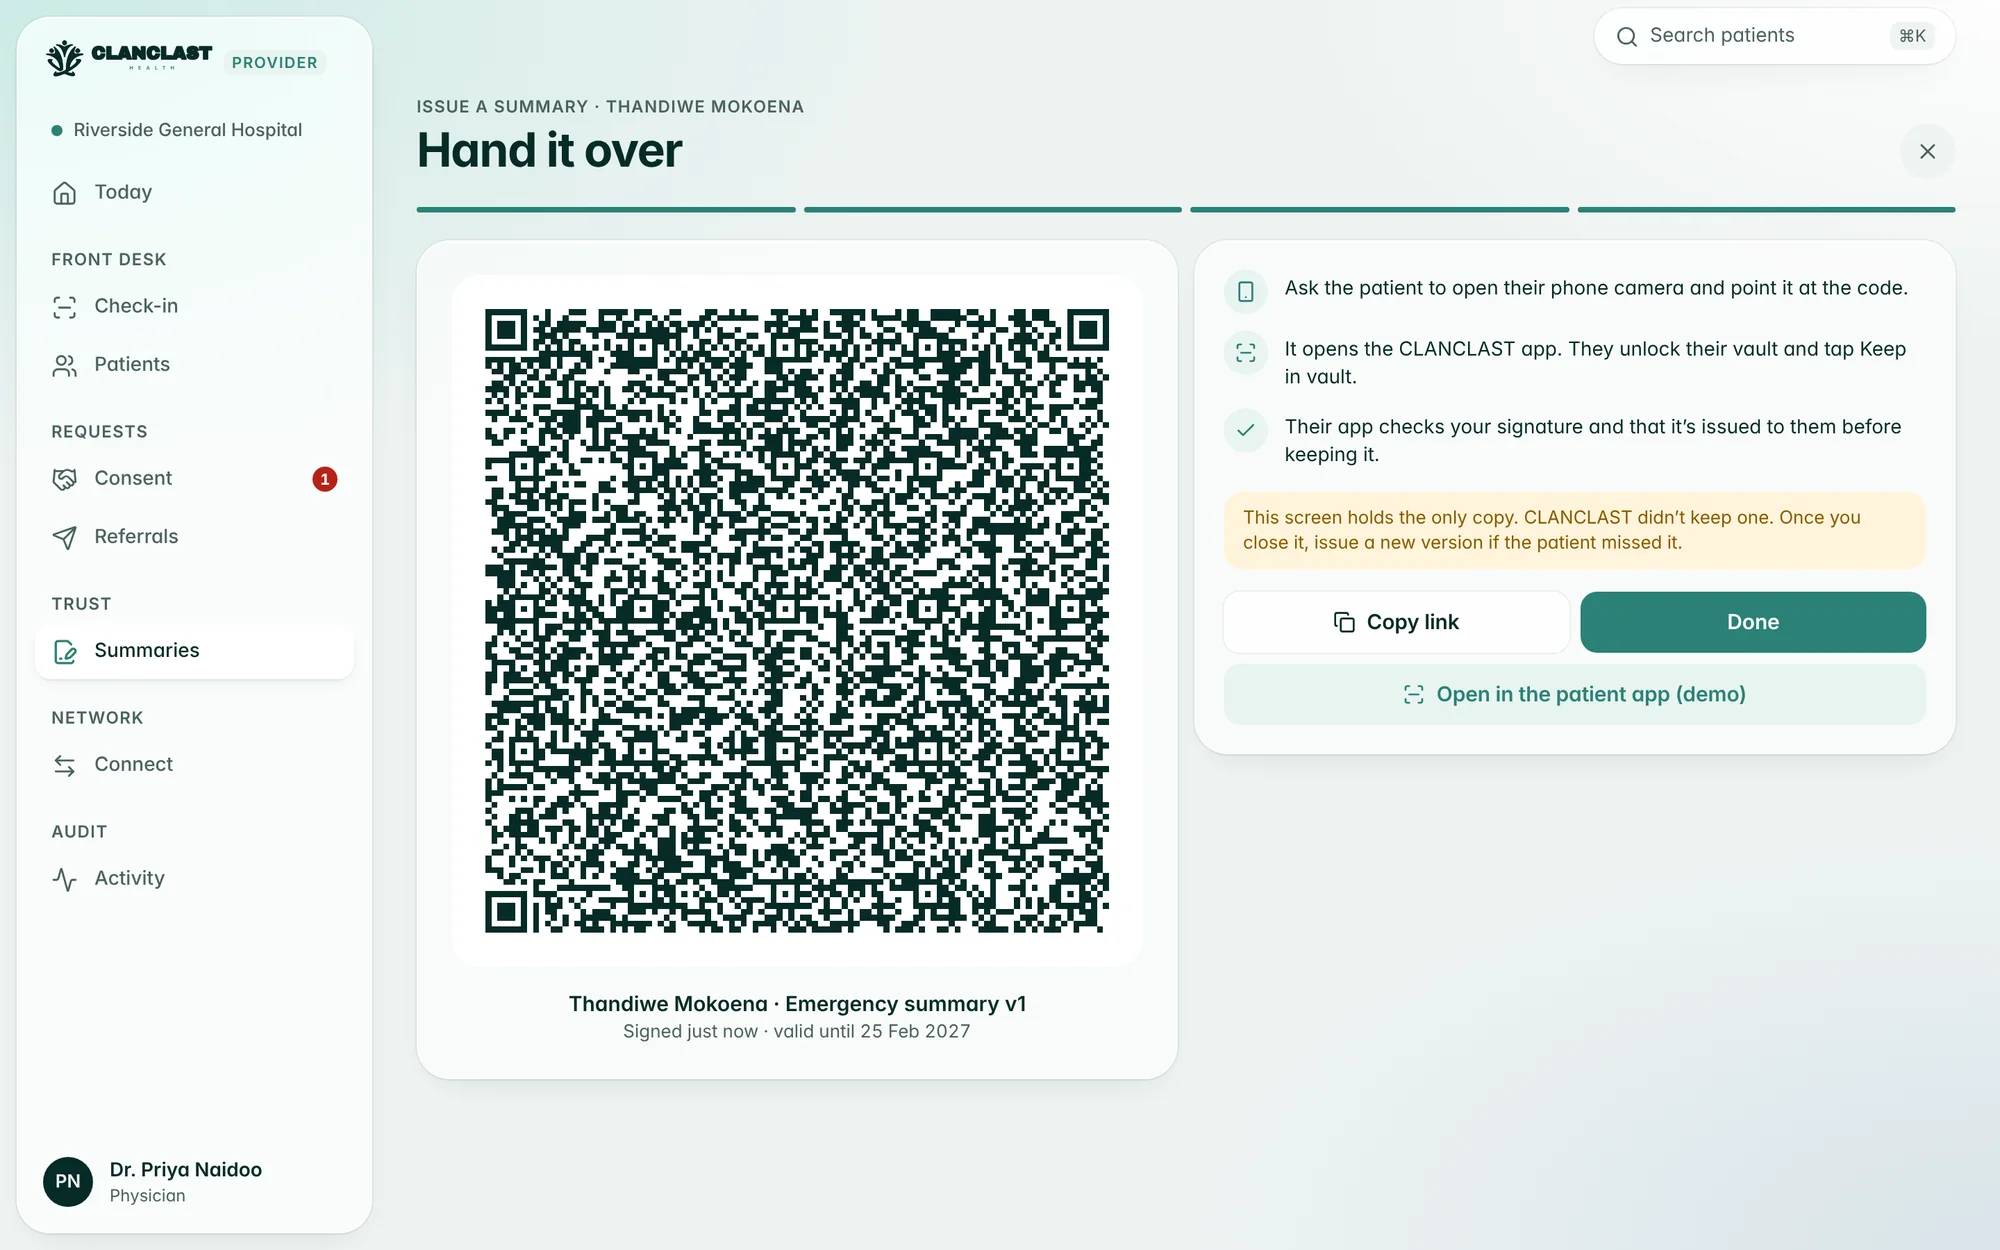 CLANCLAST
HEALTH
PROVIDER
Riverside General Hospital
Today
FRONT DESK
Check-in
Patients
REQUESTS
Consent
1
Referrals
TRUST
Summaries
NETWORK
Connect
AUDIT
Activity
PN
Dr. Priya Naidoo
Physician
Search patients
⌘K
ISSUE A SUMMARY · THANDIWE MOKOENA
Hand it over
Thandiwe Mokoena · Emergency summary v1
Signed just now · valid until 25 Feb 2027
Ask the patient to open their phone camera and point it at the code.
It opens the CLANCLAST app. They unlock their vault and tap Keep
in vault.
Their app checks your signature and that it’s issued to them before
keeping it.
This screen holds the only copy. CLANCLAST didn’t keep one. Once you
close it, issue a new version if the patient missed it.
Copy link
Done
Open in the patient app (demo)